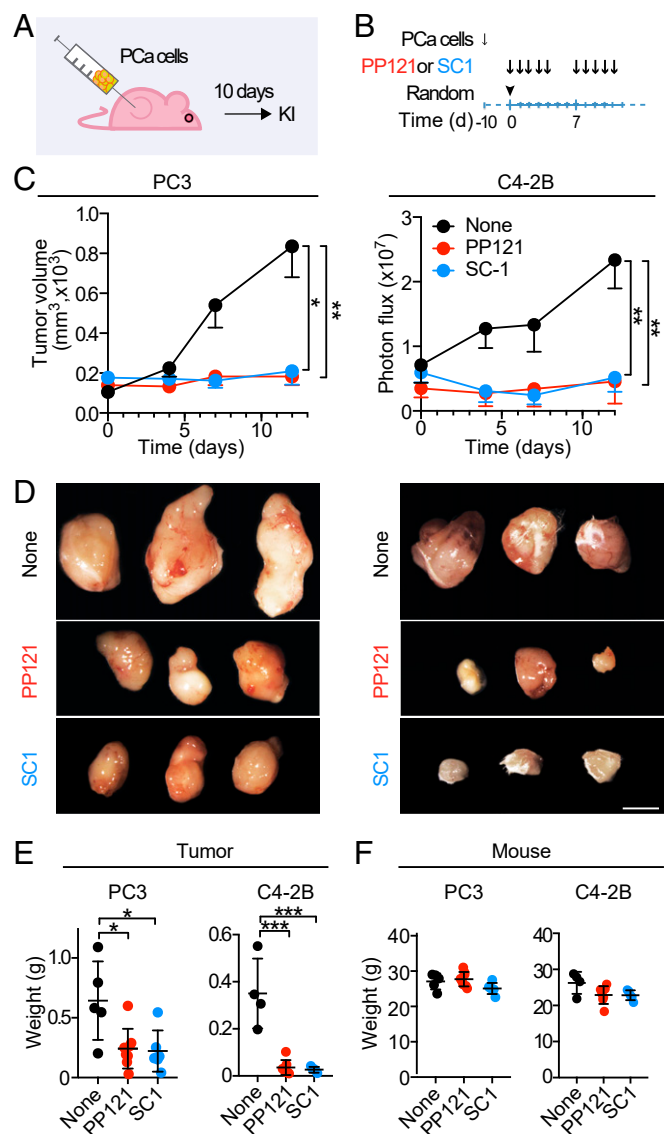 A
PCa cells
10 days
KI
B
PCa cells ↓
PP121 or SC1
Random
Time (d) -10 0 7
C
PC3
Tumor volume
(mm³,x10³)
1.0
0.8
0.6
0.4
0.2
0.0
0 5 10
Time (days)
*
**
C4-2B
None
PP121
SC-1
Photon flux (x10⁷)
3
2
1
0
0 5 10
Time (days)
**
**
D
None
PP121
SC1
E
Tumor
PC3
Weight (g)
1.0
0.5
0
*
*
None PP121 SC1
C4-2B
0.6
0.4
0.2
0
***
***
None PP121 SC1
F
Mouse
PC3
Weight (g)
40
30
20
10
0
None PP121 SC1
C4-2B
40
30
20
10
0
None PP121 SC1